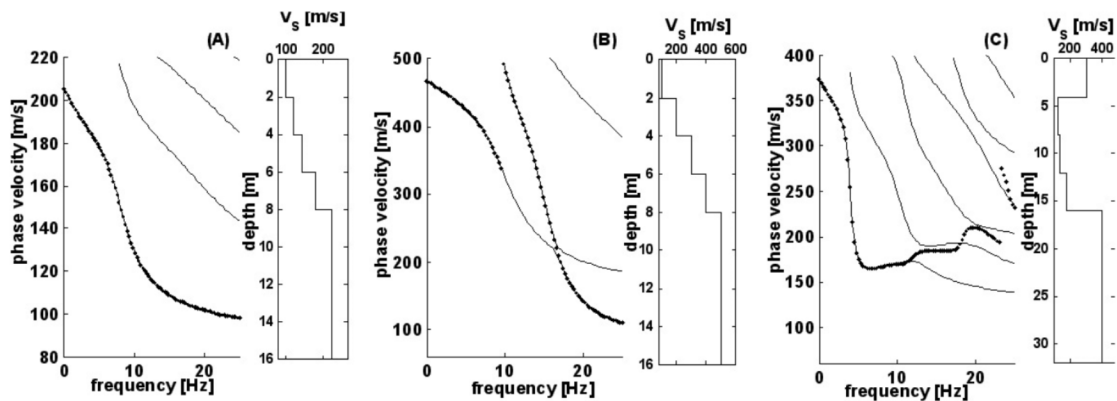 V_S [m/s]
100 200
(A)
220
200
180
160
140
120
100
80
phase velocity [m/s]
0 10 20
frequency [Hz]
0
2
4
6
8
10
12
14
16
depth [m]
V_S [m/s]
200 400 600
(B)
500
400
300
200
100
phase velocity [m/s]
0 10 20
frequency [Hz]
0
2
4
6
8
10
12
14
16
depth [m]
V_S [m/s]
200 400
(C)
400
350
300
250
200
150
100
phase velocity [m/s]
0 10 20
frequency [Hz]
0
5
10
15
20
25
30
depth [m]